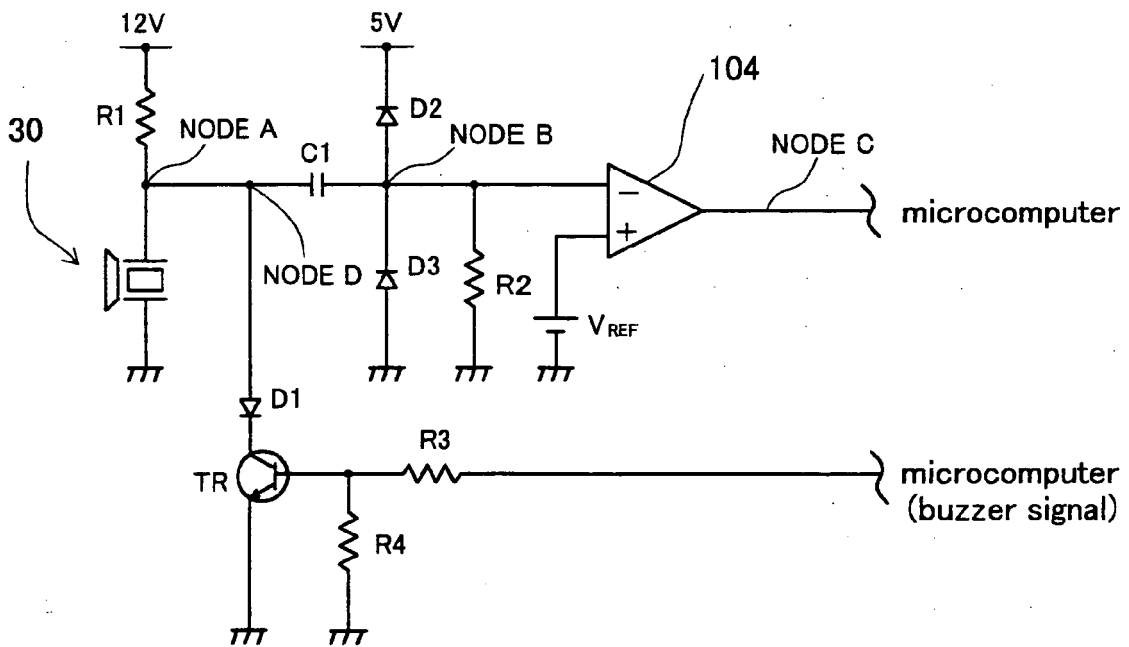 12V
5V
104
R1
D2
30
NODE A
NODE B
NODE C
C1
−
microcomputer
+
D3
NODE D
R2
VREF
D1
R3
TR
microcomputer
(buzzer signal)
R4